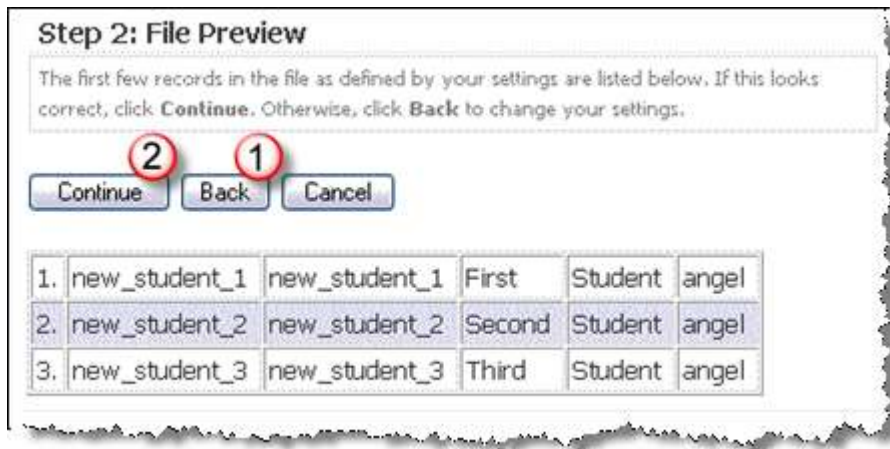 Step 2: File Preview
The first few records in the file as defined by your settings are listed below. If this looks
correct, click Continue. Otherwise, click Back to change your settings.
2 1
Continue Back Cancel
1. new_student_1 new_student_1 First Student angel
2. new_student_2 new_student_2 Second Student angel
3. new_student_3 new_student_3 Third Student angel